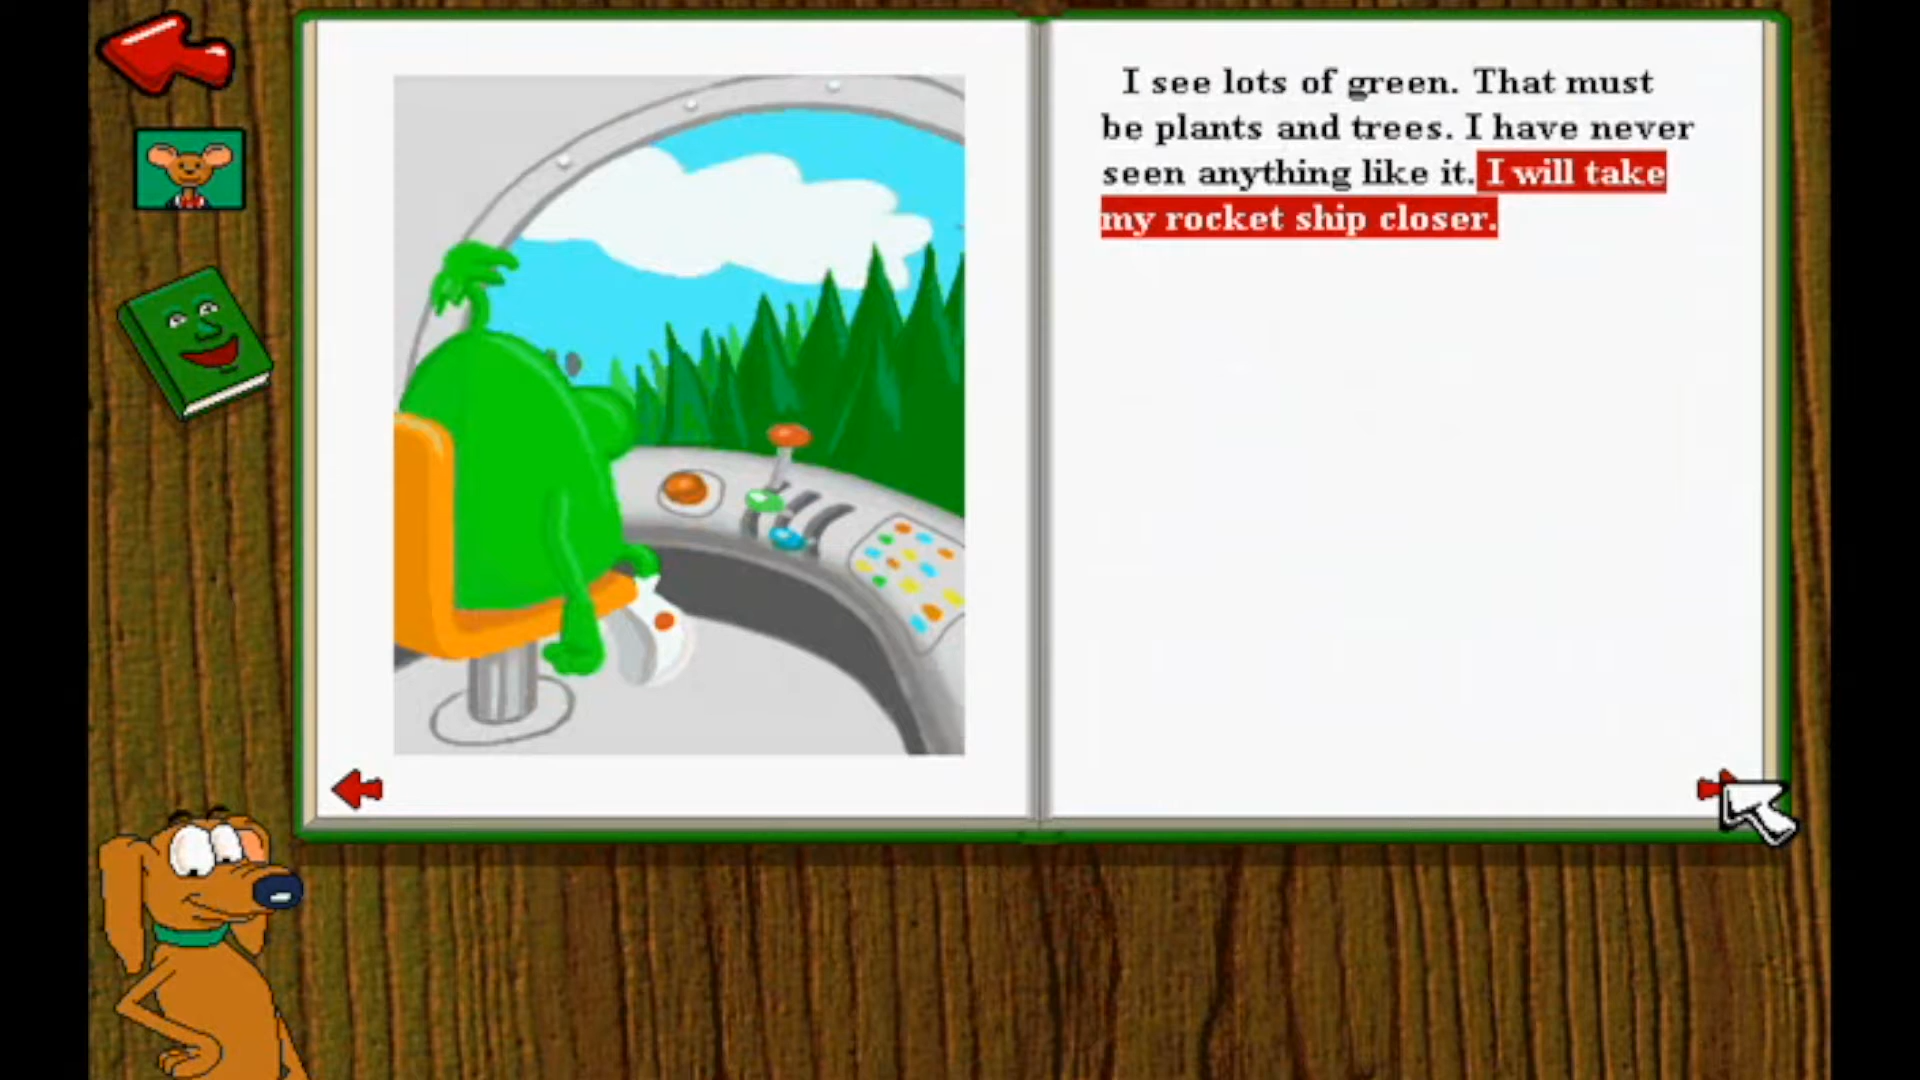 I see lots of green. That must
be plants and trees. I have never
seen anything like it. I will take
my rocket ship closer.